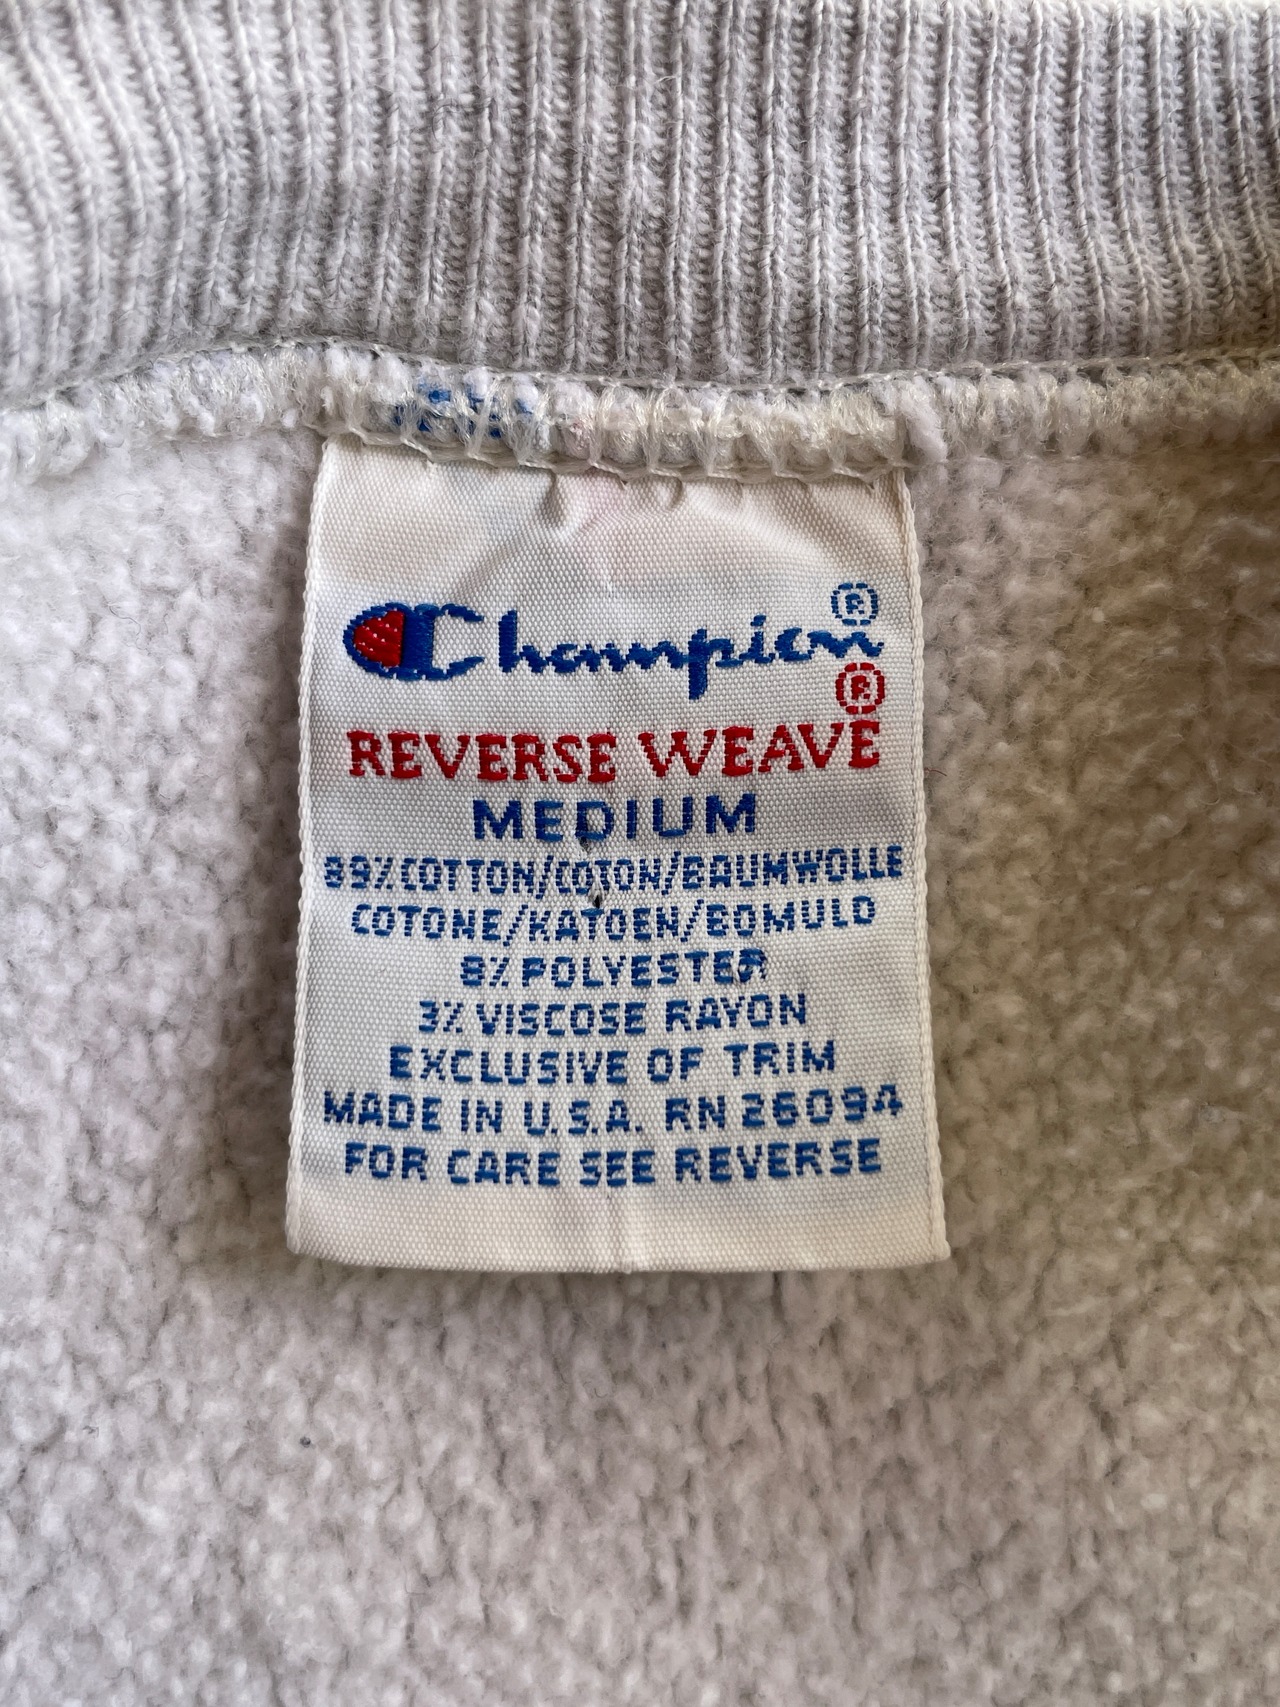 Champion®
®
REVERSE WEAVE
MEDIUM
89% COTTON/COTON/BAUMWOLLE
COTONE/KATOEN/BOMULD
8% POLYESTER
3% VISCOSE RAYON
EXCLUSIVE OF TRIM
MADE IN U.S.A. RN 26094
FOR CARE SEE REVERSE